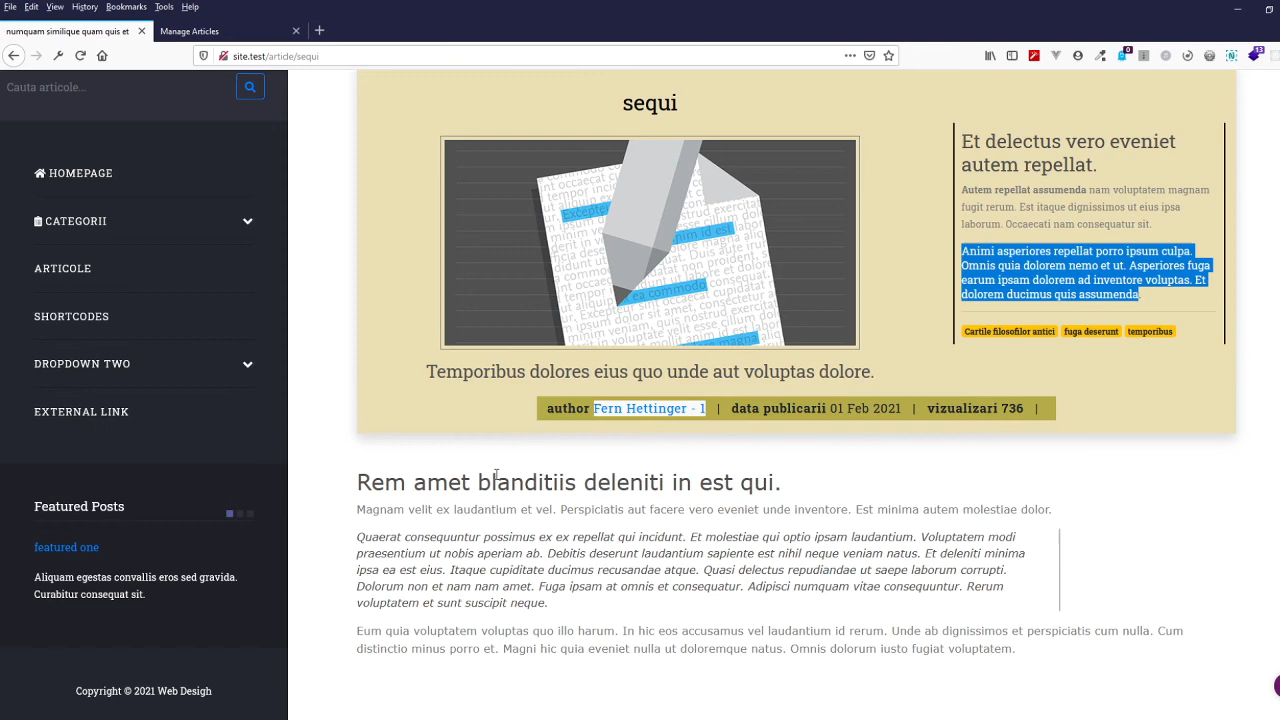 File Edit View History Bookmarks Tools Help
numquam similique quam quis et
Manage Articles
site.test/article/sequi
0
13
Cauta articole...
HOMEPAGE
CATEGORII
ARTICOLE
SHORTCODES
DROPDOWN TWO
EXTERNAL LINK
Featured Posts
featured one
Aliquam egestas convallis eros sed gravida.
Curabitur consequat sit.
Copyright © 2021 Web Desigh
sequi
Excepteu
anim id est
ea commodo
Temporibus dolores eius quo unde aut voluptas dolore.
author Fern Hettinger - 1 | data publicarii 01 Feb 2021 | vizualizari 736 |
Et delectus vero eveniet
autem repellat.
Autem repellat assumenda nam voluptatem magnam
fugit rerum. Est itaque dignissimos ut eius ipsa
laborum. Occaecati nam consequatur sit.
Animi asperiores repellat porro ipsum culpa.
Omnis quia dolorem nemo et ut. Asperiores fuga
earum ipsam dolorem ad inventore voluptas. Et
dolorem ducimus quis assumenda.
Cartile filosofilor antici fuga deserunt temporibus
Rem amet blanditiis deleniti in est qui.
Magnam velit ex laudantium et vel. Perspiciatis aut facere vero eveniet unde inventore. Est minima autem molestiae dolor.
Quaerat consequuntur possimus ex ex repellat qui incidunt. Et molestiae qui optio ipsam laudantium. Voluptatem modi
praesentium ut nobis aperiam ab. Debitis deserunt laudantium sapiente est nihil neque veniam natus. Et deleniti minima
ipsa ea est eius. Itaque cupiditate ducimus recusandae atque. Quasi delectus repudiandae ut saepe laborum corrupti.
Dolorum non et nam nam amet. Fuga ipsam at omnis et consequatur. Adipisci numquam vitae consequuntur. Rerum
voluptatem et sunt suscipit neque.
Eum quia voluptatem voluptas quo illo harum. In hic eos accusamus vel laudantium id rerum. Unde ab dignissimos et perspiciatis cum nulla. Cum
distinctio minus porro et. Magni hic quia eveniet nulla ut doloremque natus. Omnis dolorum iusto fugiat voluptatem.